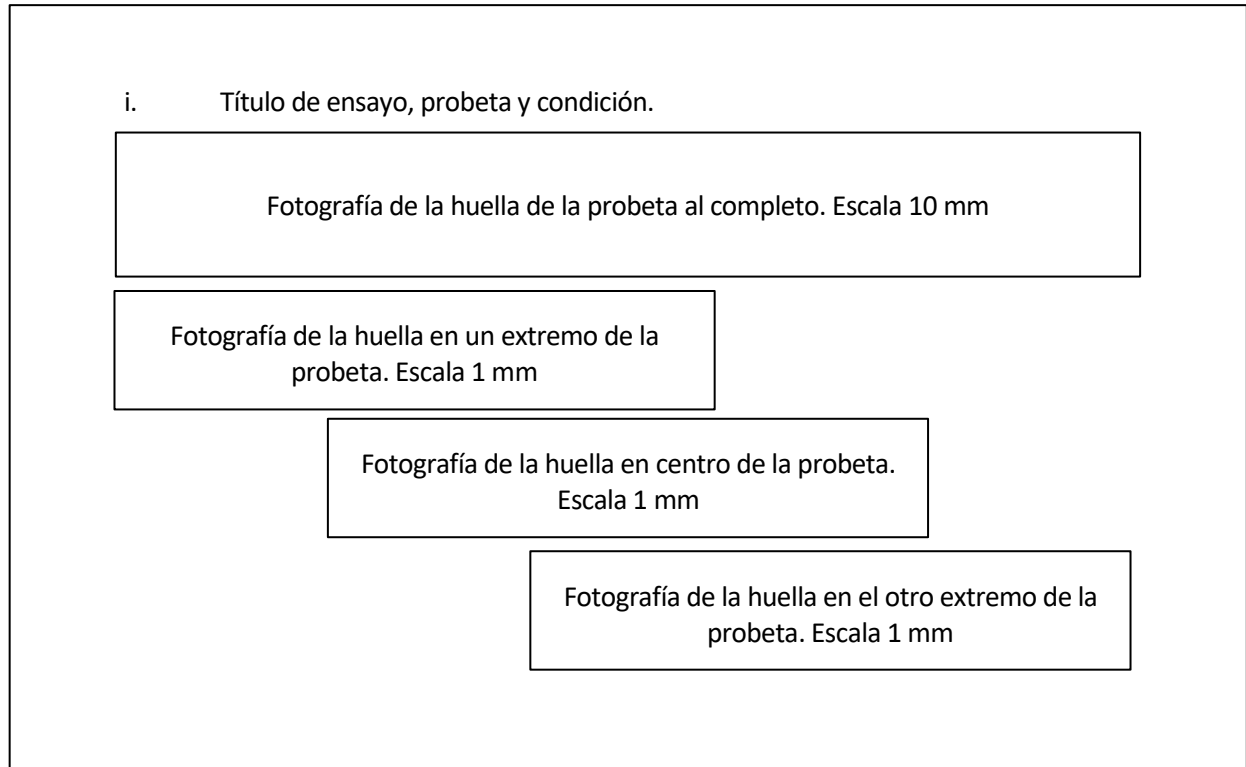 i. Título de ensayo, probeta y condición.
Fotografía de la huella de la probeta al completo. Escala 10 mm
Fotografía de la huella en un extremo de la
probeta. Escala 1 mm
Fotografía de la huella en centro de la probeta.
Escala 1 mm
Fotografía de la huella en el otro extremo de la
probeta. Escala 1 mm